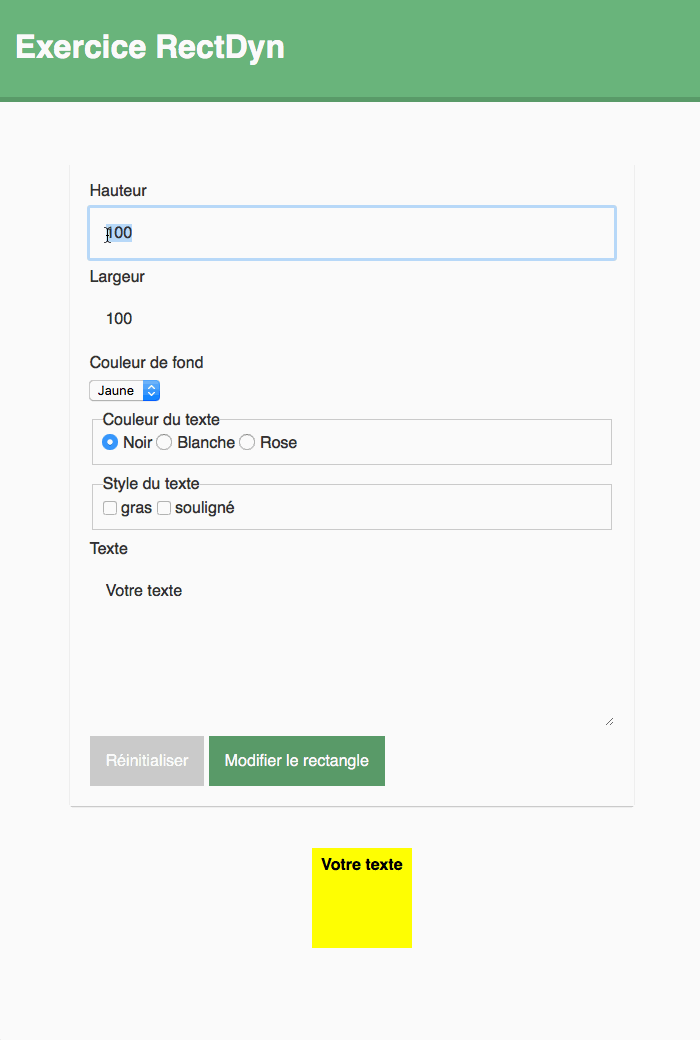 Exercice RectDyn
Hauteur
100
Largeur
100
Couleur de fond
Jaune
Couleur du texte
Noir Blanche Rose
Style du texte
gras souligné
Texte
Votre texte
Réinitialiser Modifier le rectangle
Votre texte